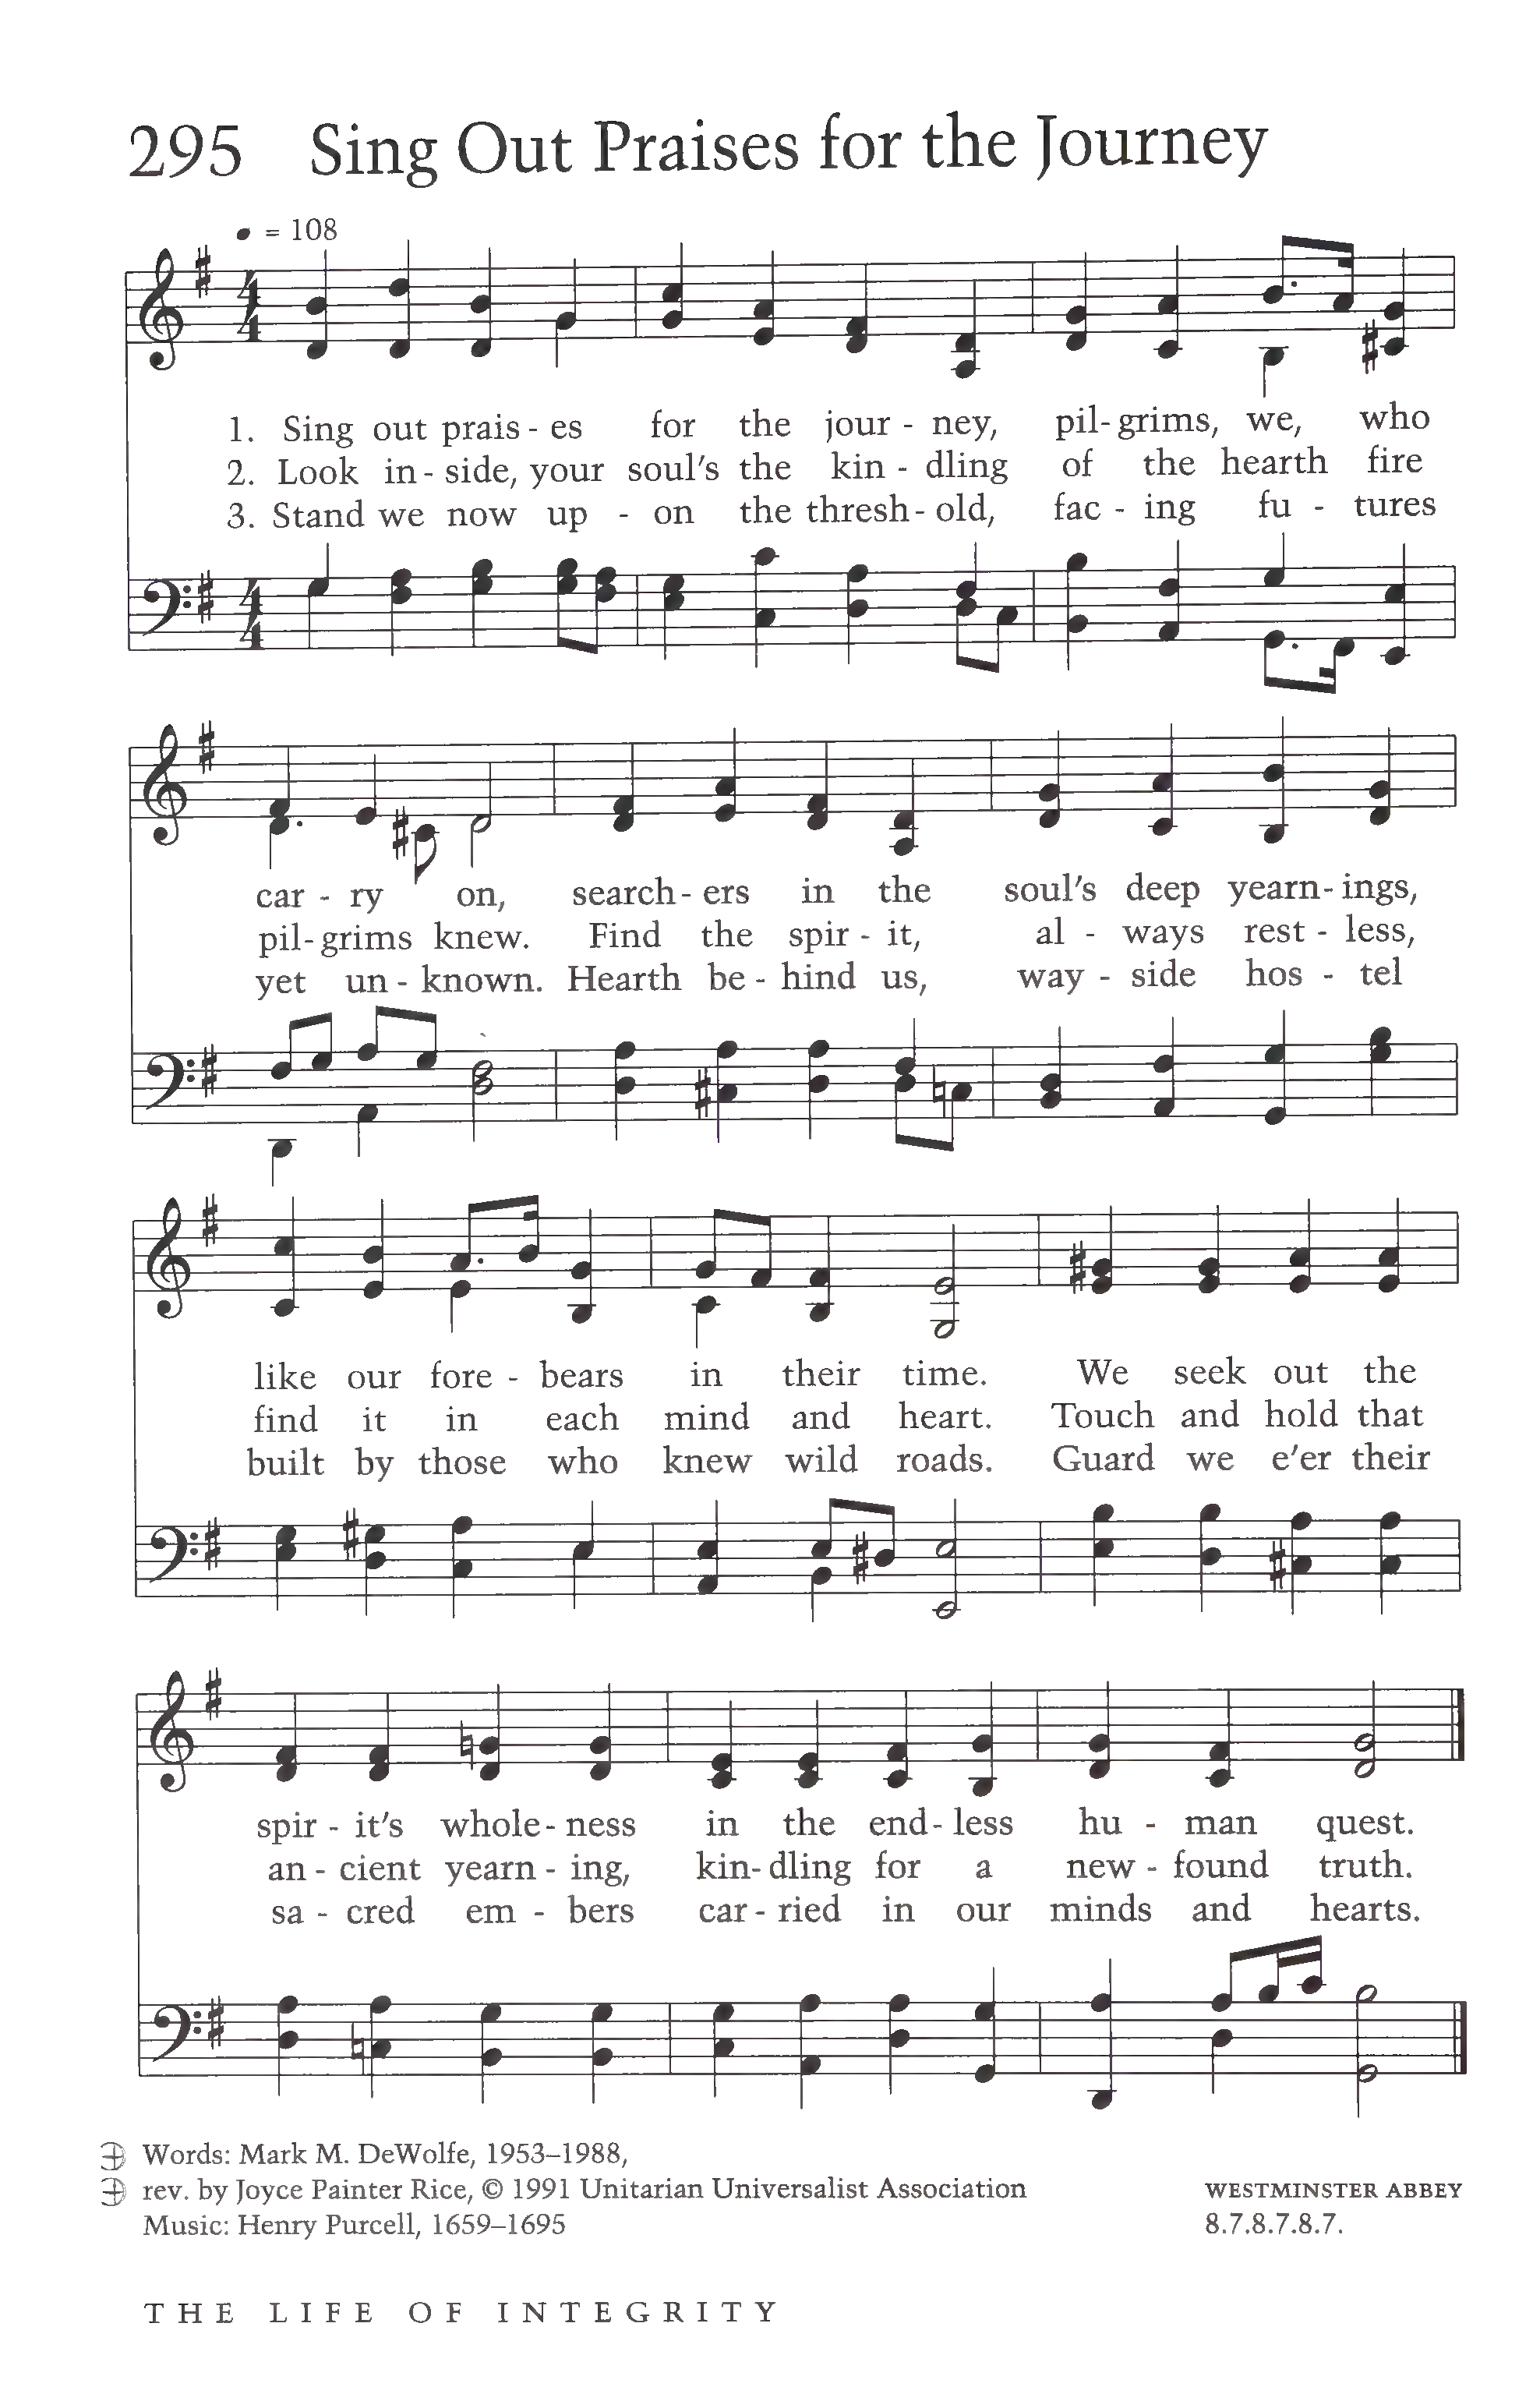 295 Sing Out Praises for the Journey
= 108
1. Sing out prais - es for the jour - ney, pil - grims, we, who
2. Look in - side, your soul's the kin - dling of the hearth fire
3. Stand we now up - on the thresh - old, fac - ing fu - tures
car - ry on, search - ers in the soul's deep yearn - ings,
pil - grims knew. Find the spir - it, al - ways rest - less,
yet un - known. Hearth be - hind us, way - side hos - tel
like our fore - bears in their time. We seek out the
find it in each mind and heart. Touch and hold that
built by those who knew wild roads. Guard we e'er their
spir - it's whole - ness in the end - less hu - man quest.
an - cient yearn - ing, kin - dling for a new - found truth.
sa - cred em - bers car - ried in our minds and hearts.
Words: Mark M. DeWolfe, 1953–1988,
rev. by Joyce Painter Rice, © 1991 Unitarian Universalist Association
Music: Henry Purcell, 1659–1695
WESTMINSTER ABBEY
8.7.8.7.8.7.
THE LIFE OF INTEGRITY